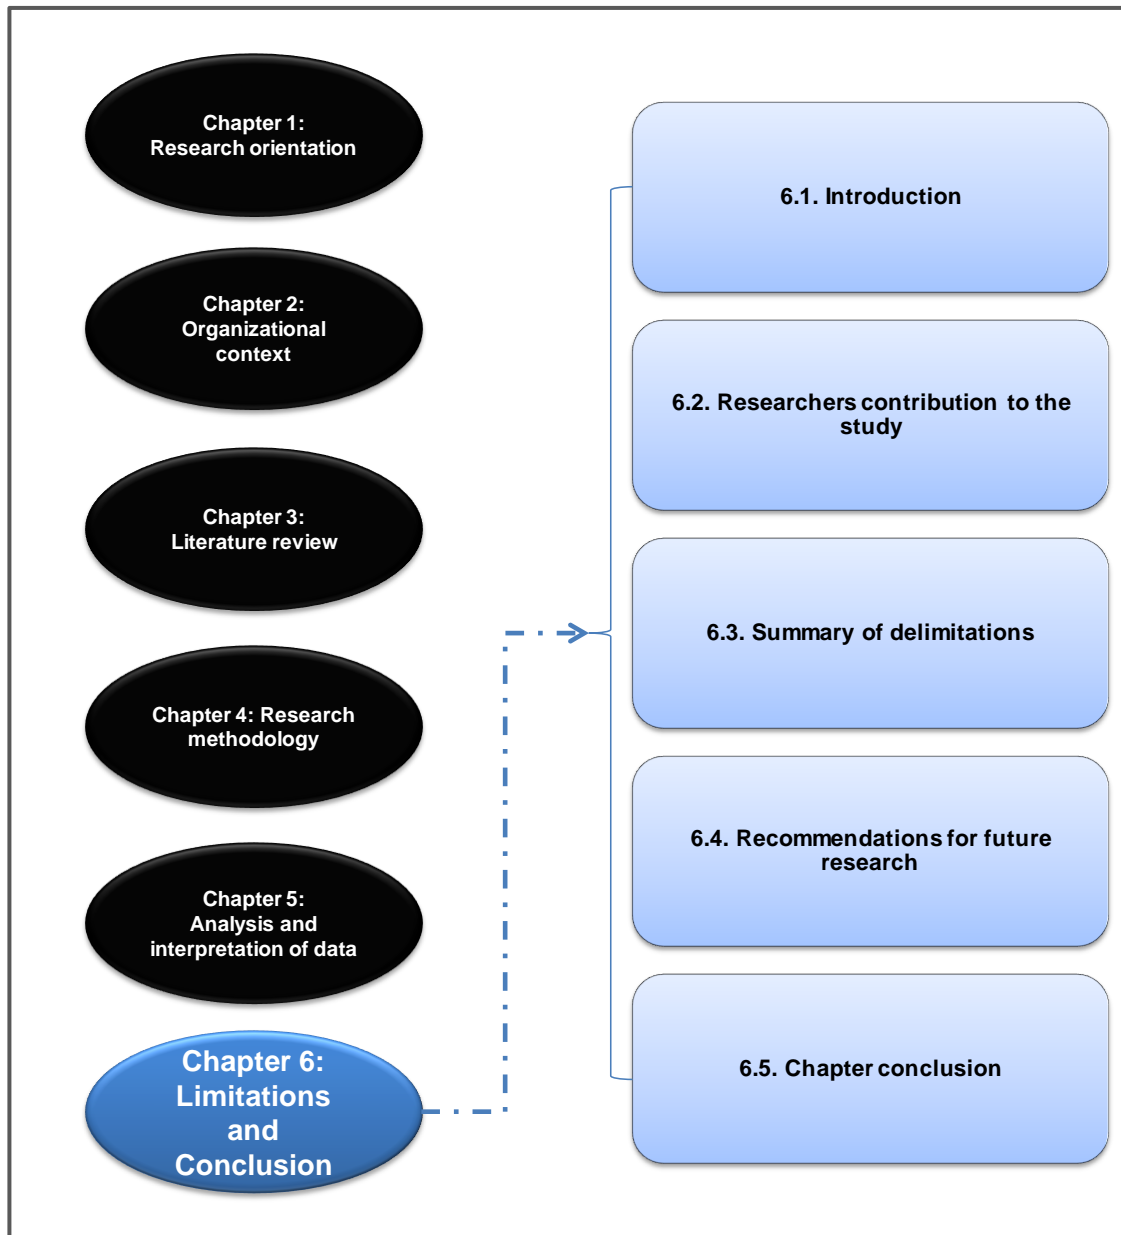 Chapter 1:
Research orientation
Chapter 2:
Organizational
context
Chapter 3:
Literature review
Chapter 4: Research
methodology
Chapter 5:
Analysis and
interpretation of data
Chapter 6:
Limitations
and
Conclusion
6.1. Introduction
6.2. Researchers contribution to the
study
6.3. Summary of delimitations
6.4. Recommendations for future
research
6.5. Chapter conclusion